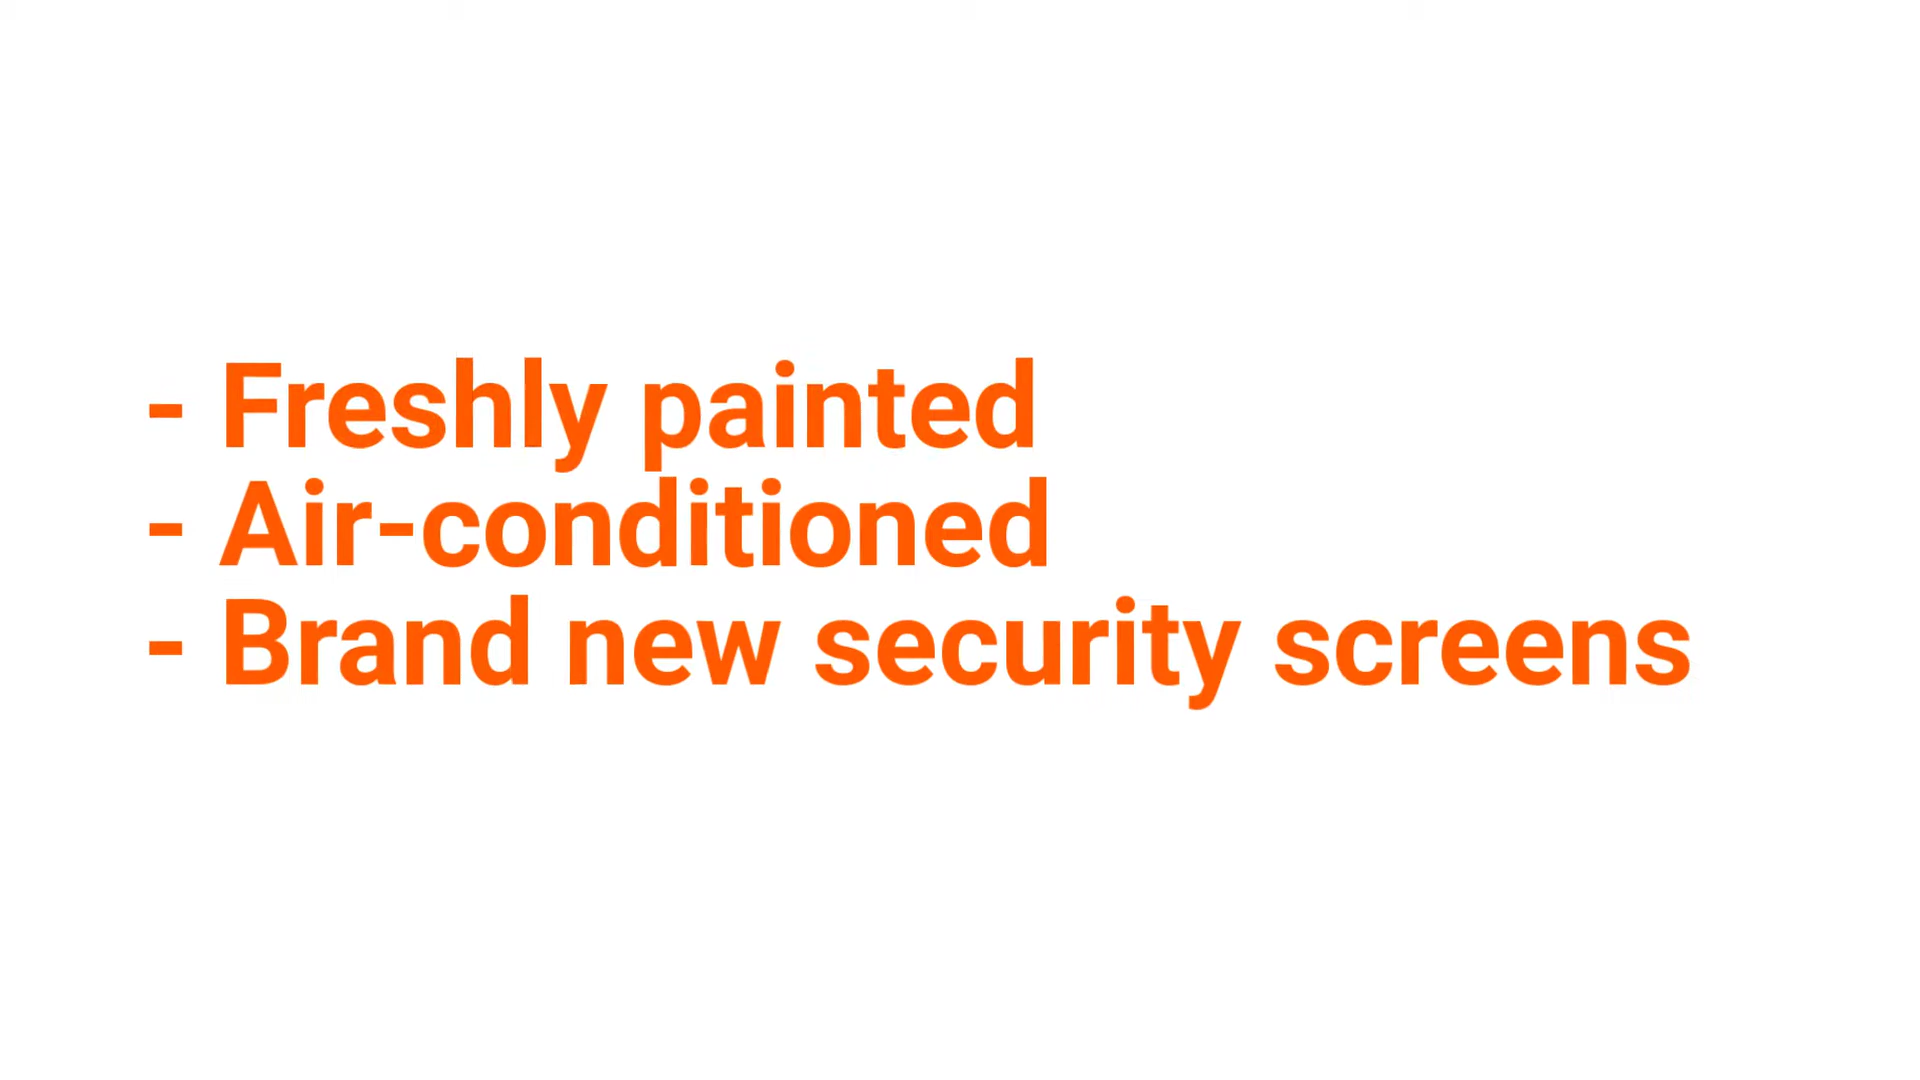 - Freshly painted
- Air-conditioned
- Brand new security screens